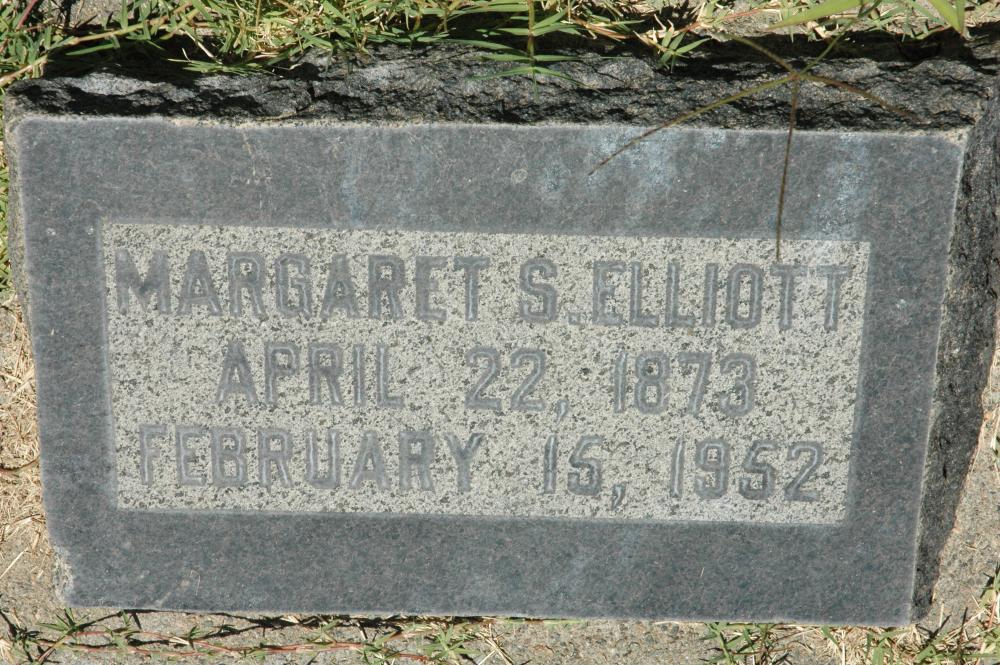 MARGARET S. ELLIOTT
APRIL 22, 1873
FEBRUARY 15, 1952